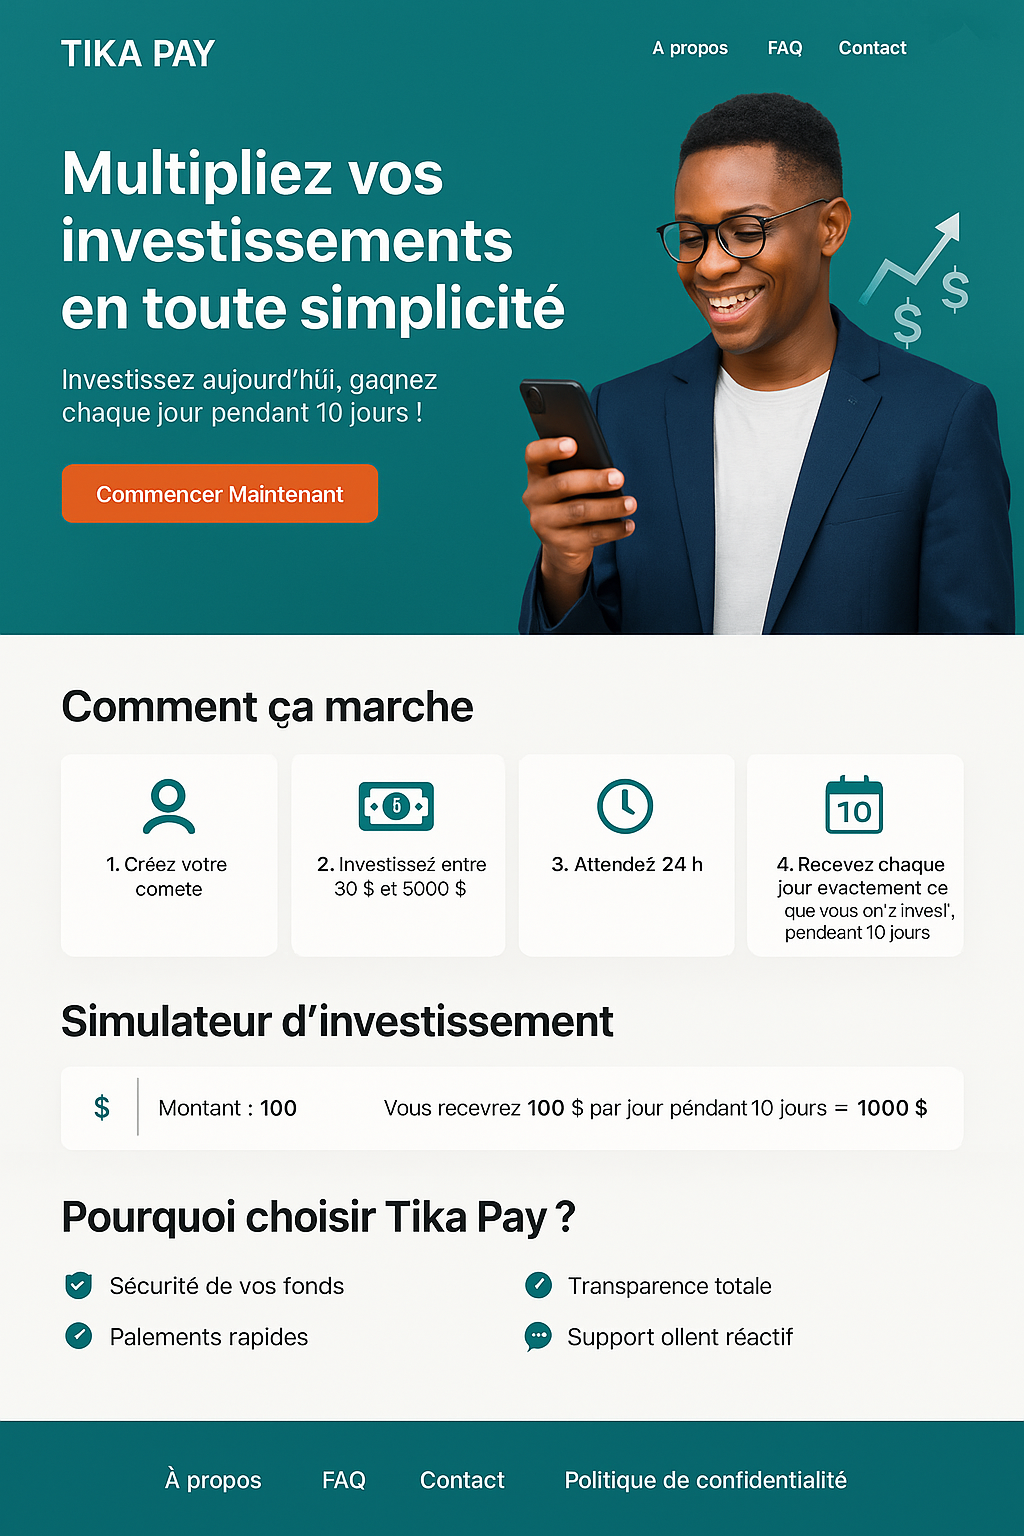 TIKA PAY
A propos FAQ Contact
Multipliez vos
investissements
en toute simplicité
Investissez aujourd'hűi, gaqnez
chaque jour pendant 10 jours !
Commencer Maintenant
$
$
Comment ça marche
5
10
1. Créez votre
comete
2. Investisseź entre
30 $ et 5000 $
3. Attendeź 24 h
4. Recevez chaque
jour evactement ce
que vous on'z invesl',
pendeant 10 jours
Simulateur d'investissement
$ Montant : 100 Vous recevrez 100 $ par jour péndant 10 jours = 1000 $
Pourquoi choisir Tika Pay ?
Sécurité de vos fonds
Transparence totale
Palements rapides
Support ollent réactif
À propos FAQ Contact Politique de confidentialité